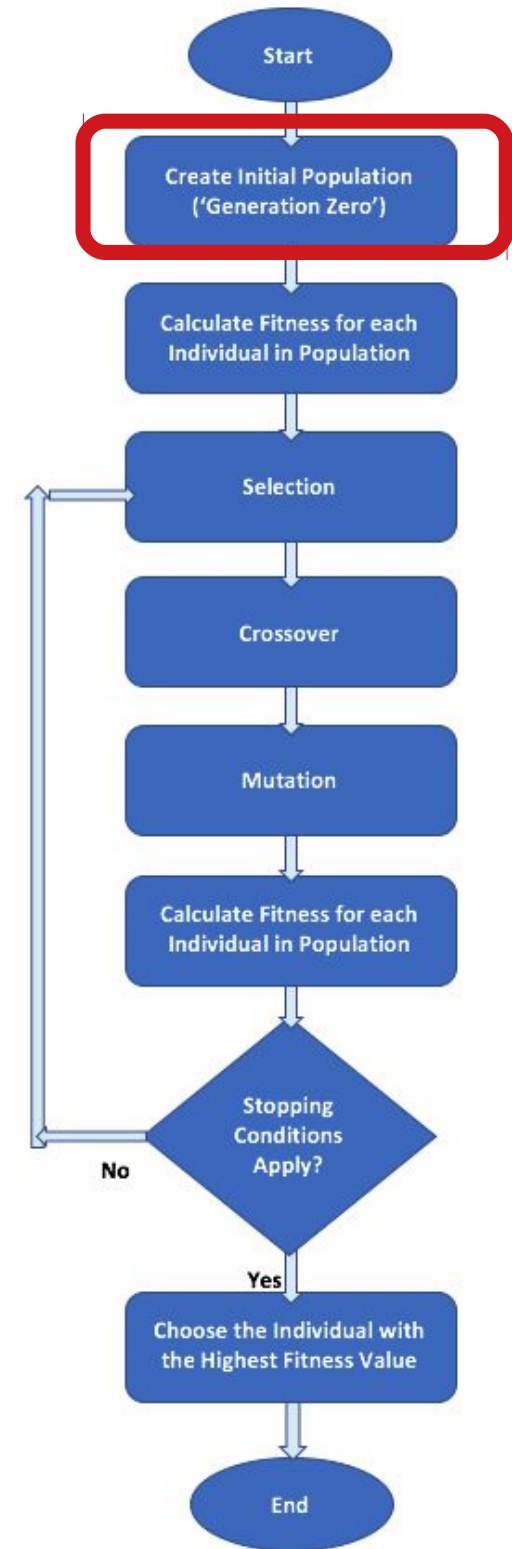 Start
Create Initial Population
(‘Generation Zero’)
Calculate Fitness for each
Individual in Population
Selection
Crossover
Mutation
Calculate Fitness for each
Individual in Population
Stopping
Conditions
Apply?
No
Yes
Choose the Individual with
the Highest Fitness Value
End